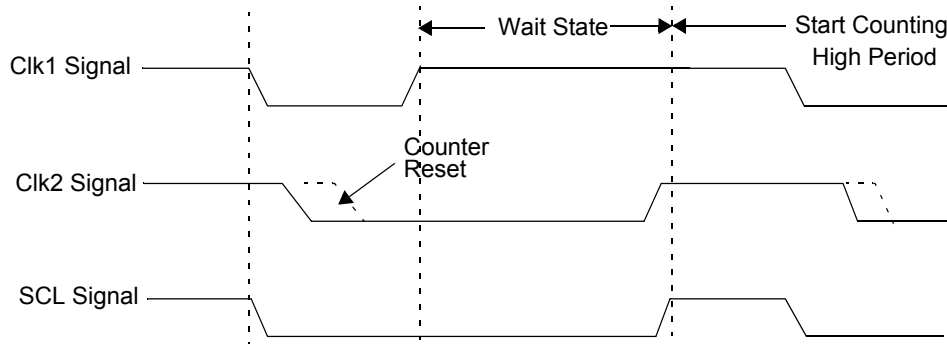 Wait State
Start Counting
High Period
Clk1 Signal
Counter
Reset
Clk2 Signal
SCL Signal